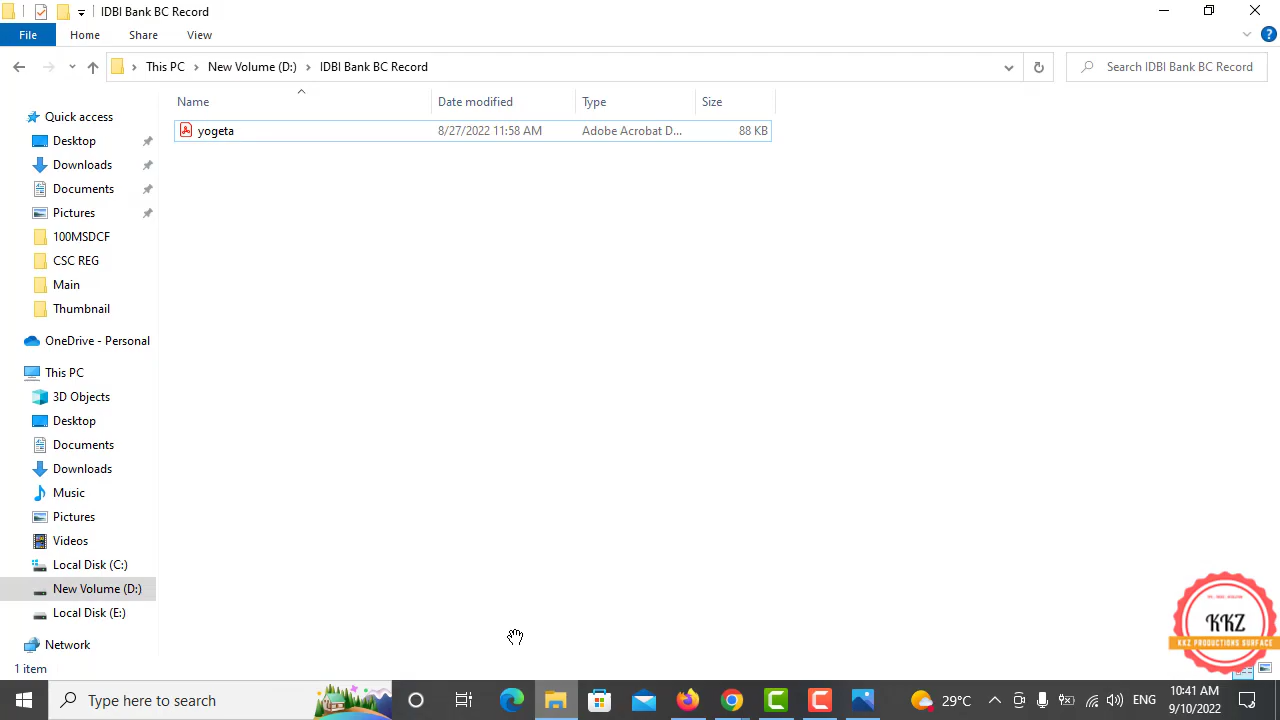 IDBI Bank BC Record
File Home Share View
This PC New Volume (D:) IDBI Bank BC Record Search IDBI Bank BC Record
Name Date modified Type Size
yogeta 8/27/2022 11:58 AM Adobe Acrobat D... 88 KB
Quick access
Desktop
Downloads
Documents
Pictures
100MSDCF
CSC REG
Main
Thumbnail
OneDrive - Personal
This PC
3D Objects
Desktop
Documents
Downloads
Music
Pictures
Videos
Local Disk (C:)
New Volume (D:)
Local Disk (E:)
Network
KKZ
KKZ PRODUCTIONS SURFACE
1 item
Type here to search
29°C ENG
10:41 AM
9/10/2022